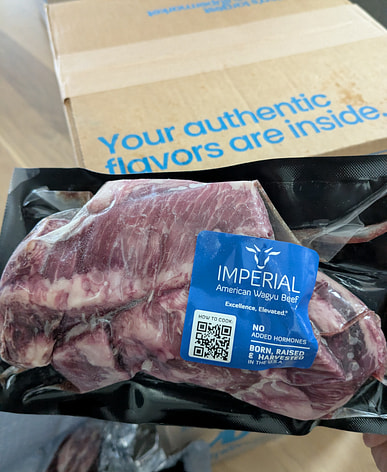 supermarket
Your authentic
flavors are inside.
IMPERIAL
American Wagyu Beef
Excellence, Elevated.®
HOW TO COOK
NO
ADDED HORMONES
BORN, RAISED
& HARVESTED
IN THE U.S.A.